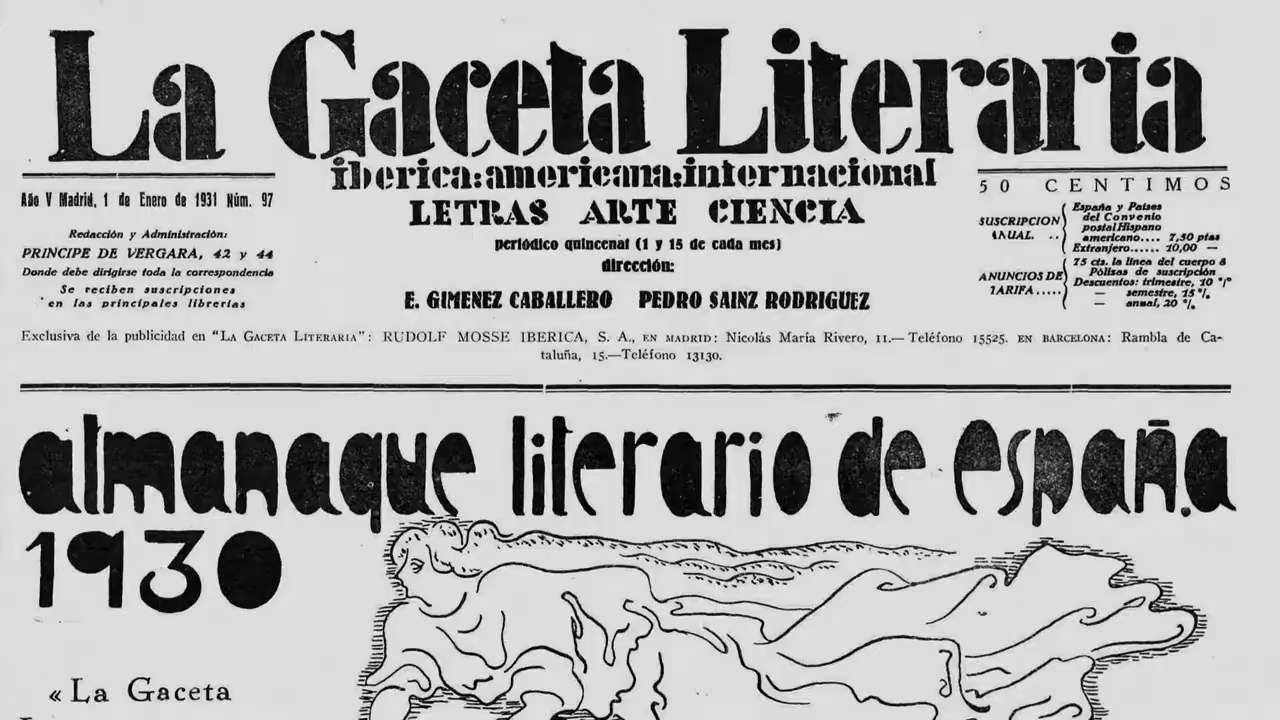 La Gaceta Literaria
iberica:americana:internacional
LETRAS ARTE CIENCIA
periódico quincenal (1 y 15 de cada mes)
dirección:
E. GIMENEZ CABALLERO PEDRO SAINZ RODRIGUEZ
Año V Madrid, 1 de Enero de 1931 Núm. 97
Redacción y Administración:
PRINCIPE DE VERGARA, 42 y 44
Donde debe dirigirse toda la correspondencia
Se reciben suscripciones
en las principales librerías
50 CENTIMOS
SUSCRIPCION
ANUAL. ..
España y Países
del Convenio
postal Hispano
americano.... 7,50 ptas
Extranjero...... 10,00 —
ANUNCIOS DE
TARIFA.....
75 cts. la línea del cuerpo 8
Pólizas de suscripción
Descuentos: trimestre, 10 %
— semestre, 15 %
— anual, 20 %
Exclusiva de la publicidad en "LA GACETA LITERARIA": RUDOLF MOSSE IBERICA, S. A., EN MADRID: Nicolás María Rivero, 11.—Teléfono 15525. EN BARCELONA: Rambla de Ca-
taluña, 15.—Teléfono 13130.
almanaque literario de españa
1930
«La Gaceta